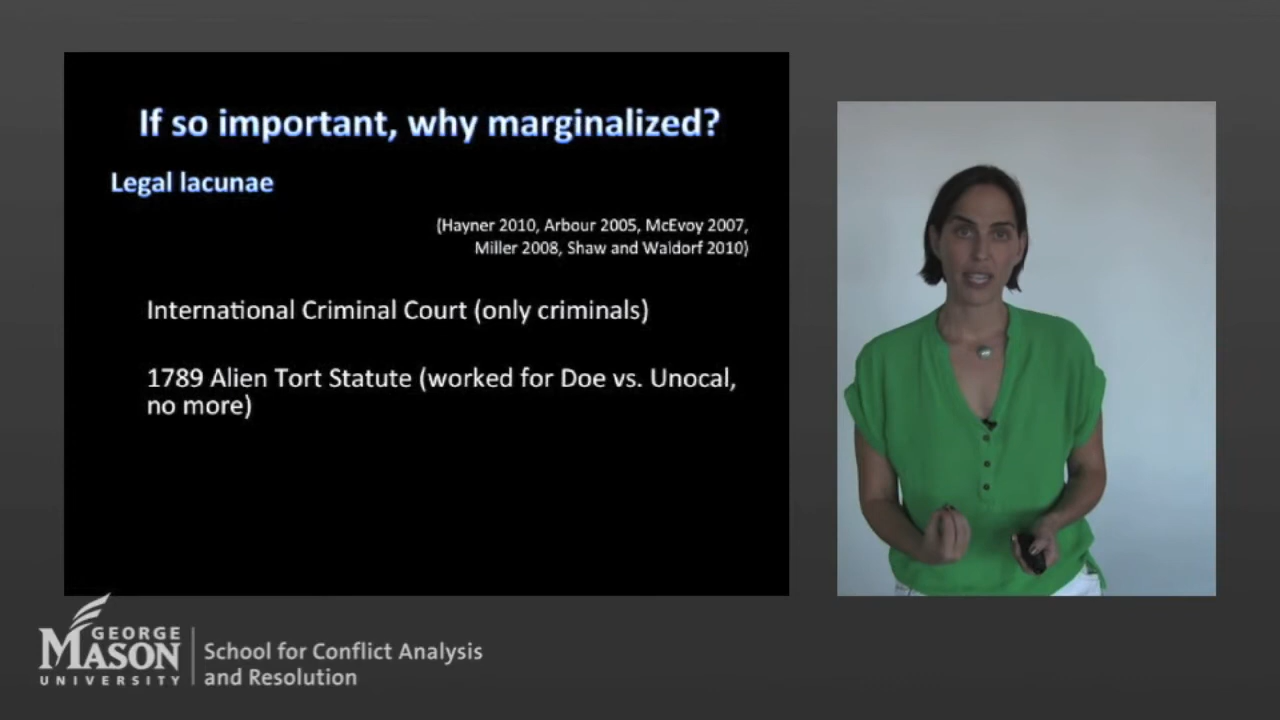 If so important, why marginalized?
Legal lacunae
(Hayner 2010, Arbour 2005, McEvoy 2007,
Miller 2008, Shaw and Waldorf 2010)
International Criminal Court (only criminals)
1789 Alien Tort Statute (worked for Doe vs. Unocal,
no more)
GEORGE
MASON
UNIVERSITY
School for Conflict Analysis
and Resolution